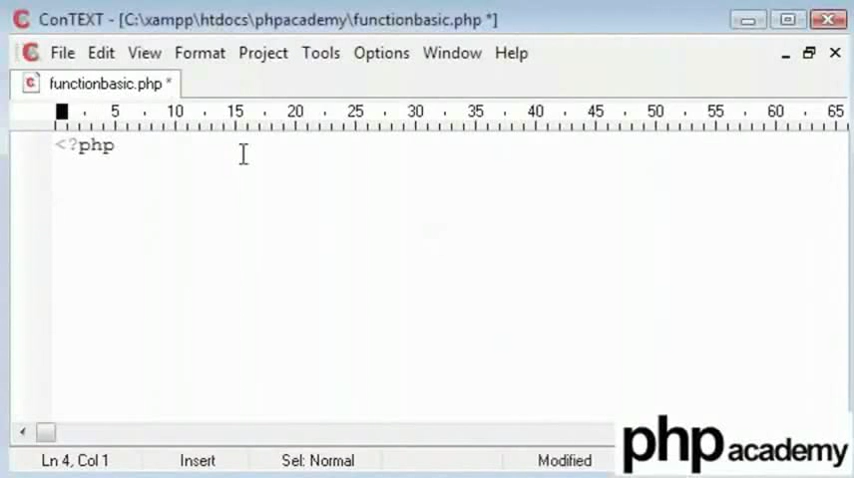 ConTEXT - [C:\xampp\htdocs\phpacademy\functionbasic.php *]
File Edit View Format Project Tools Options Window Help
functionbasic.php *
5 10 15 20 25 30 35 40 45 50 55 60 65
<?php
Ln 4, Col 1 Insert Sel: Normal Modified
php academy